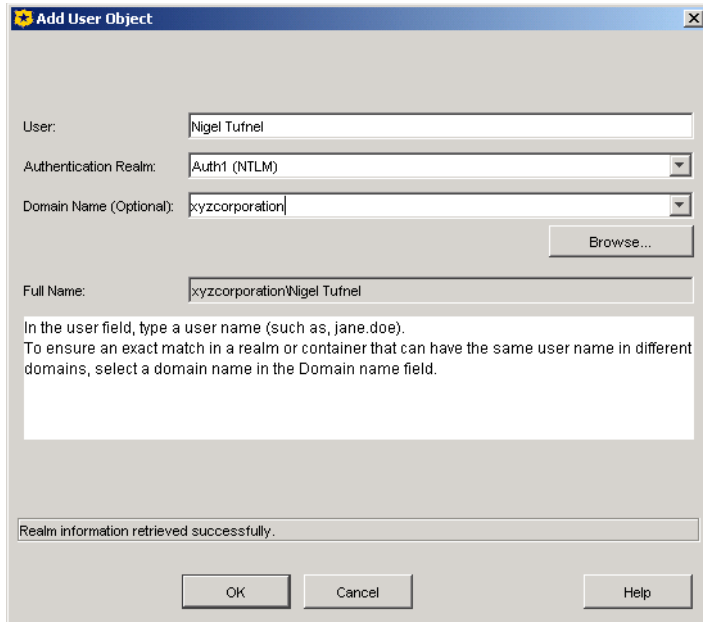 Add User Object
User: Nigel Tufnel
Authentication Realm: Auth1 (NTLM)
Domain Name (Optional): xyzcorporation
Browse...
Full Name: xyzcorporation\Nigel Tufnel
In the user field, type a user name (such as, jane.doe).
To ensure an exact match in a realm or container that can have the same user name in different
domains, select a domain name in the Domain name field.
Realm information retrieved successfully.
OK Cancel Help